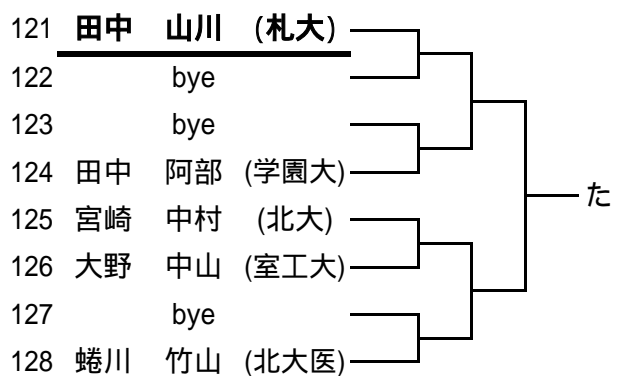 121 田中 山川 (札大)
122 bye
123 bye
124 田中 阿部 (学園大)
125 宮崎 中村 (北大)
126 大野 中山 (室工大)
127 bye
128 蜷川 竹山 (北大医)
た